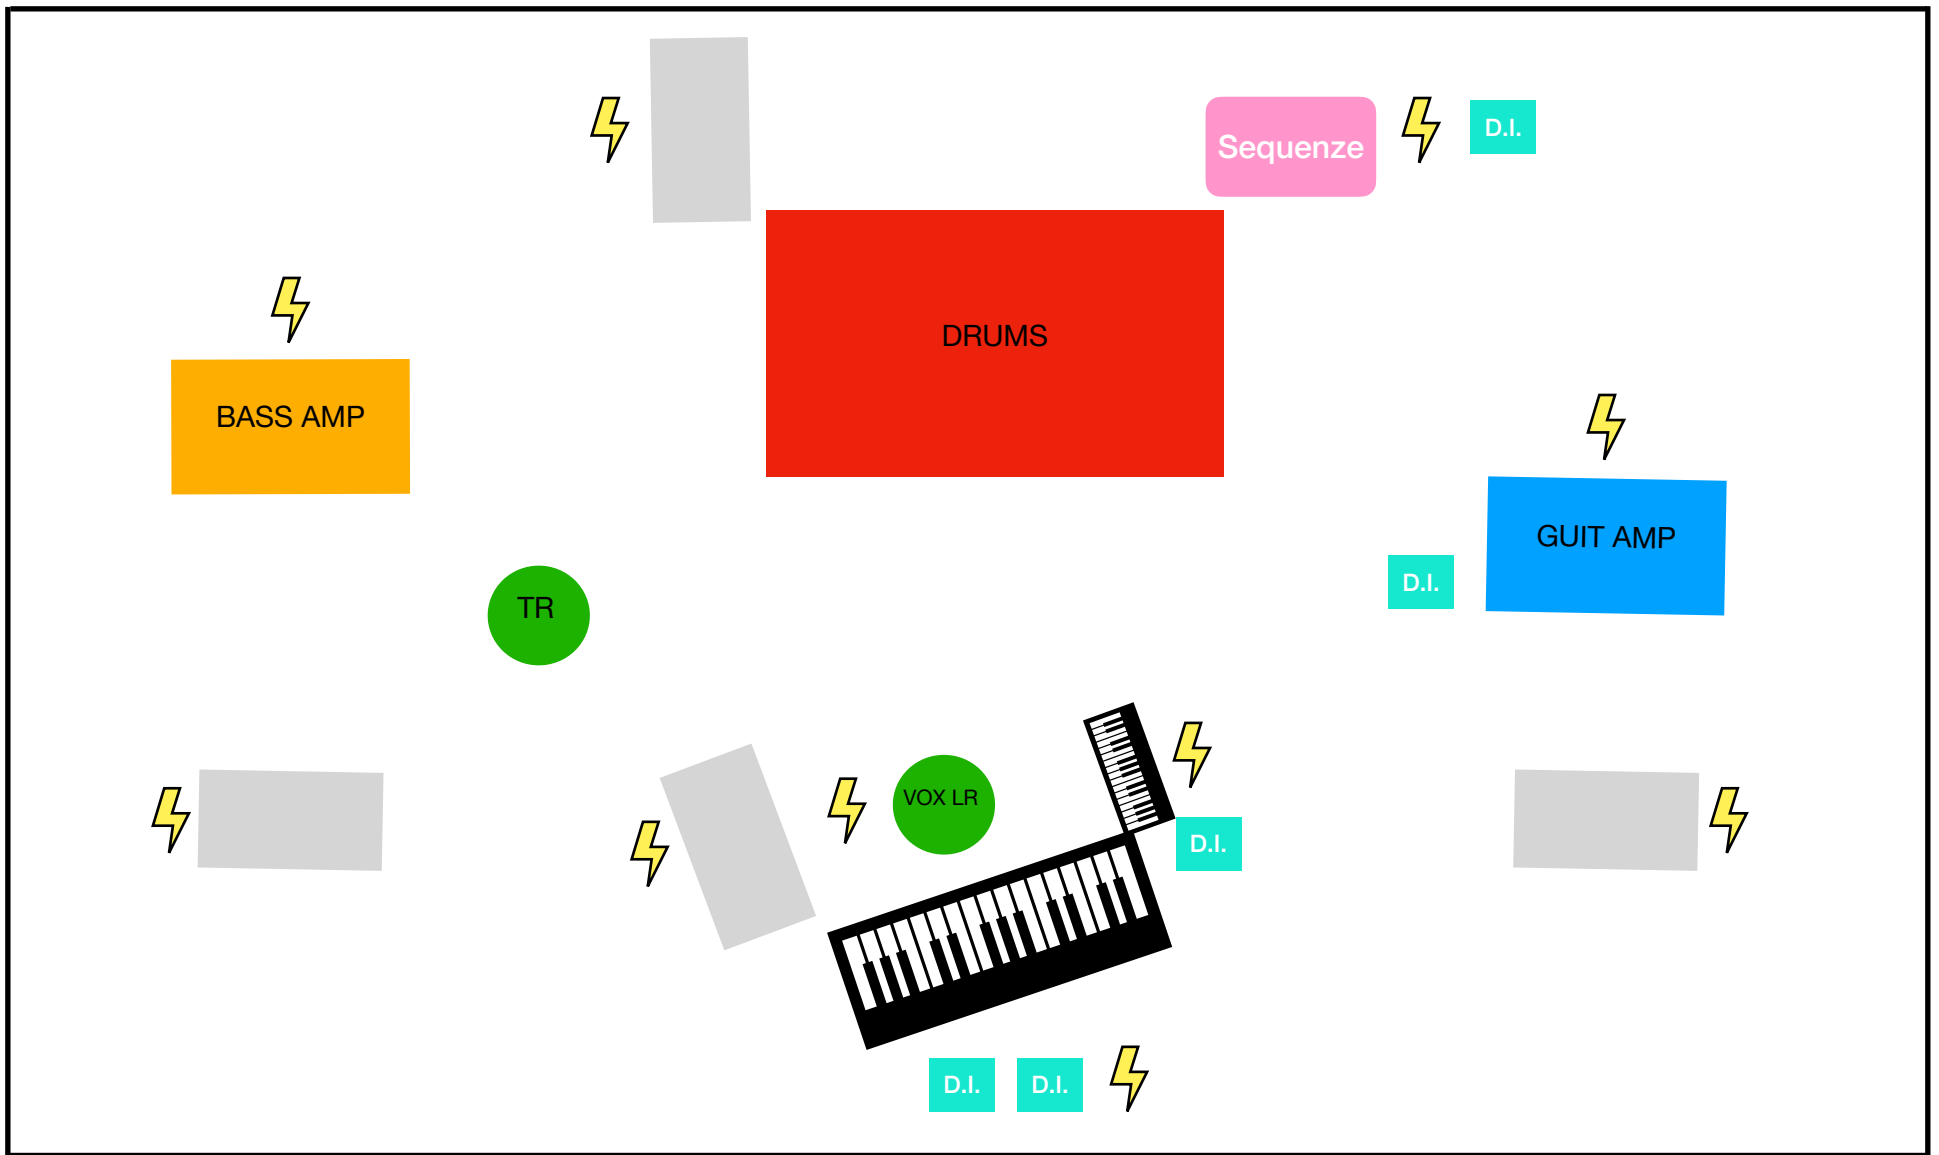 Sequenze
D.I.
DRUMS
BASS AMP
GUIT AMP
D.I.
TR
VOX LR
D.I.
D.I.
D.I.